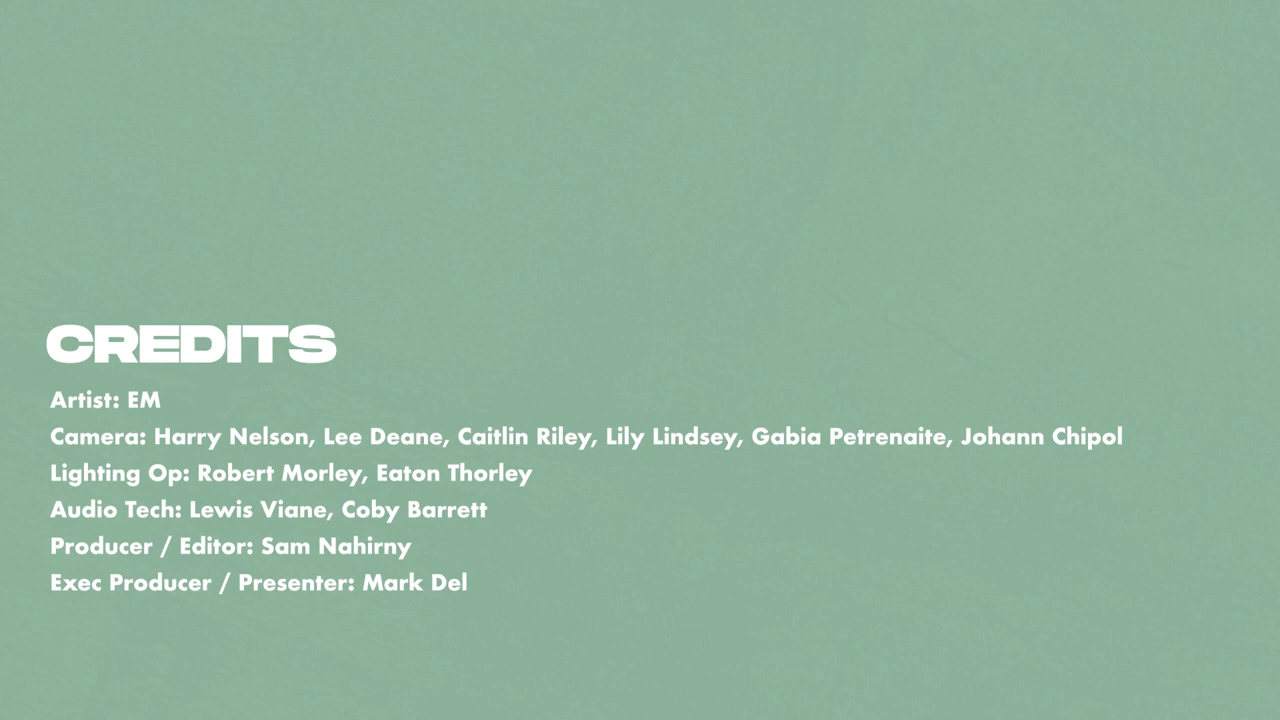 CREDITS
Artist: EM
Camera: Harry Nelson, Lee Deane, Caitlin Riley, Lily Lindsey, Gabia Petrenaite, Johann Chipol
Lighting Op: Robert Morley, Eaton Thorley
Audio Tech: Lewis Viane, Coby Barrett
Producer / Editor: Sam Nahirny
Exec Producer / Presenter: Mark Del